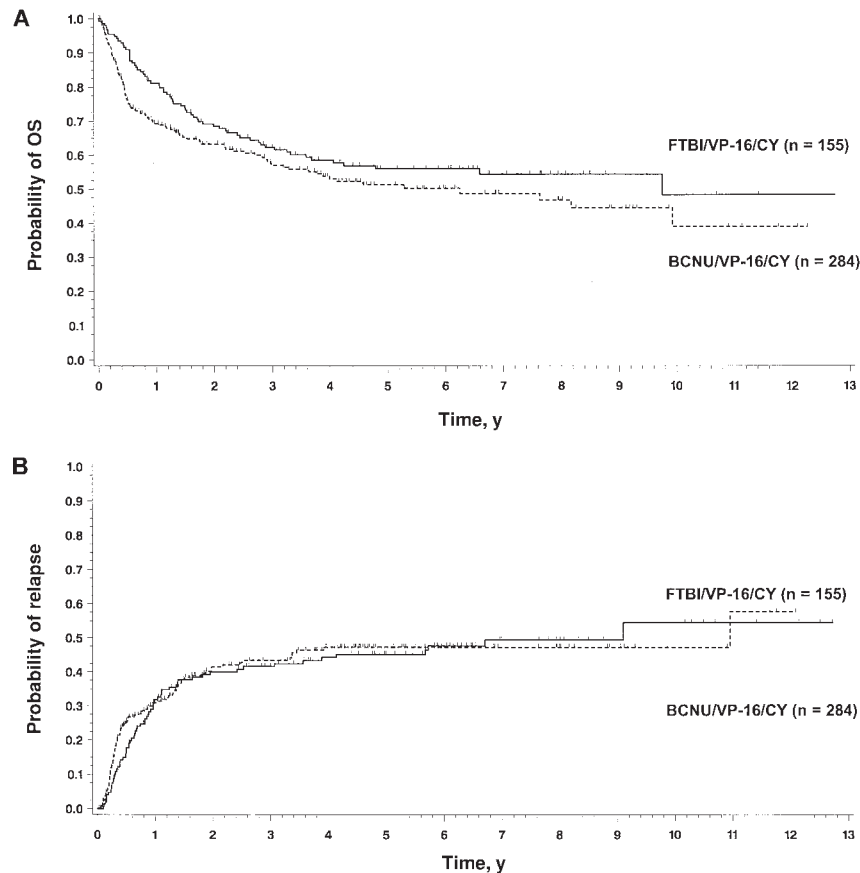 A
Probability of OS
1.0
0.9
0.8
0.7
0.6
0.5
0.4
0.3
0.2
0.1
0.0
FTBI/VP-16/CY (n = 155)
BCNU/VP-16/CY (n = 284)
0 1 2 3 4 5 6 7 8 9 10 11 12 13
Time, y
B
Probability of relapse
1.0
0.9
0.8
0.7
0.6
0.5
0.4
0.3
0.2
0.1
0.0
FTBI/VP-16/CY (n = 155)
BCNU/VP-16/CY (n = 284)
0 1 2 3 4 5 6 7 8 9 10 11 12 13
Time, y